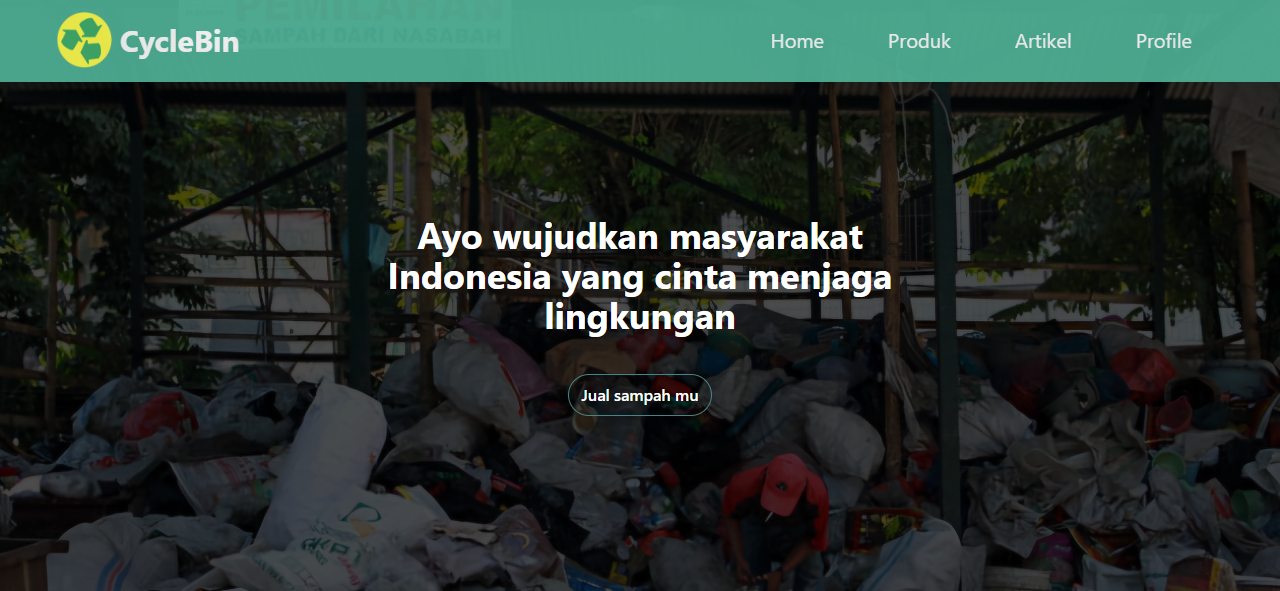 PEMILAHAN
SAMPAH DARI NASABAH
CycleBin
Home
Produk
Artikel
Profile
Ayo wujudkan masyarakat
Indonesia yang cinta menjaga
lingkungan
Jual sampah mu